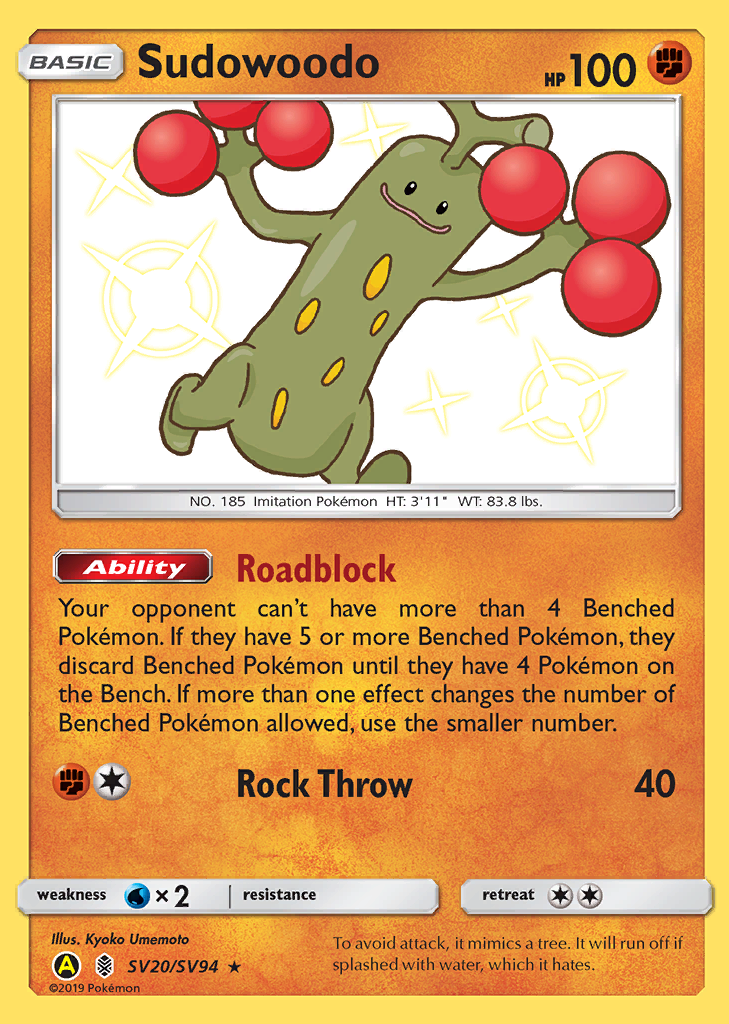 BASIC Sudowoodo HP 100
NO. 185 Imitation Pokémon HT: 3'11" WT: 83.8 lbs.
Ability Roadblock
Your opponent can't have more than 4 Benched
Pokémon. If they have 5 or more Benched Pokémon, they
discard Benched Pokémon until they have 4 Pokémon on
the Bench. If more than one effect changes the number of
Benched Pokémon allowed, use the smaller number.
Rock Throw 40
weakness × 2 resistance retreat
Illus. Kyoko Umemoto
A SV20/SV94 ★
©2019 Pokémon
To avoid attack, it mimics a tree. It will run off if
splashed with water, which it hates.